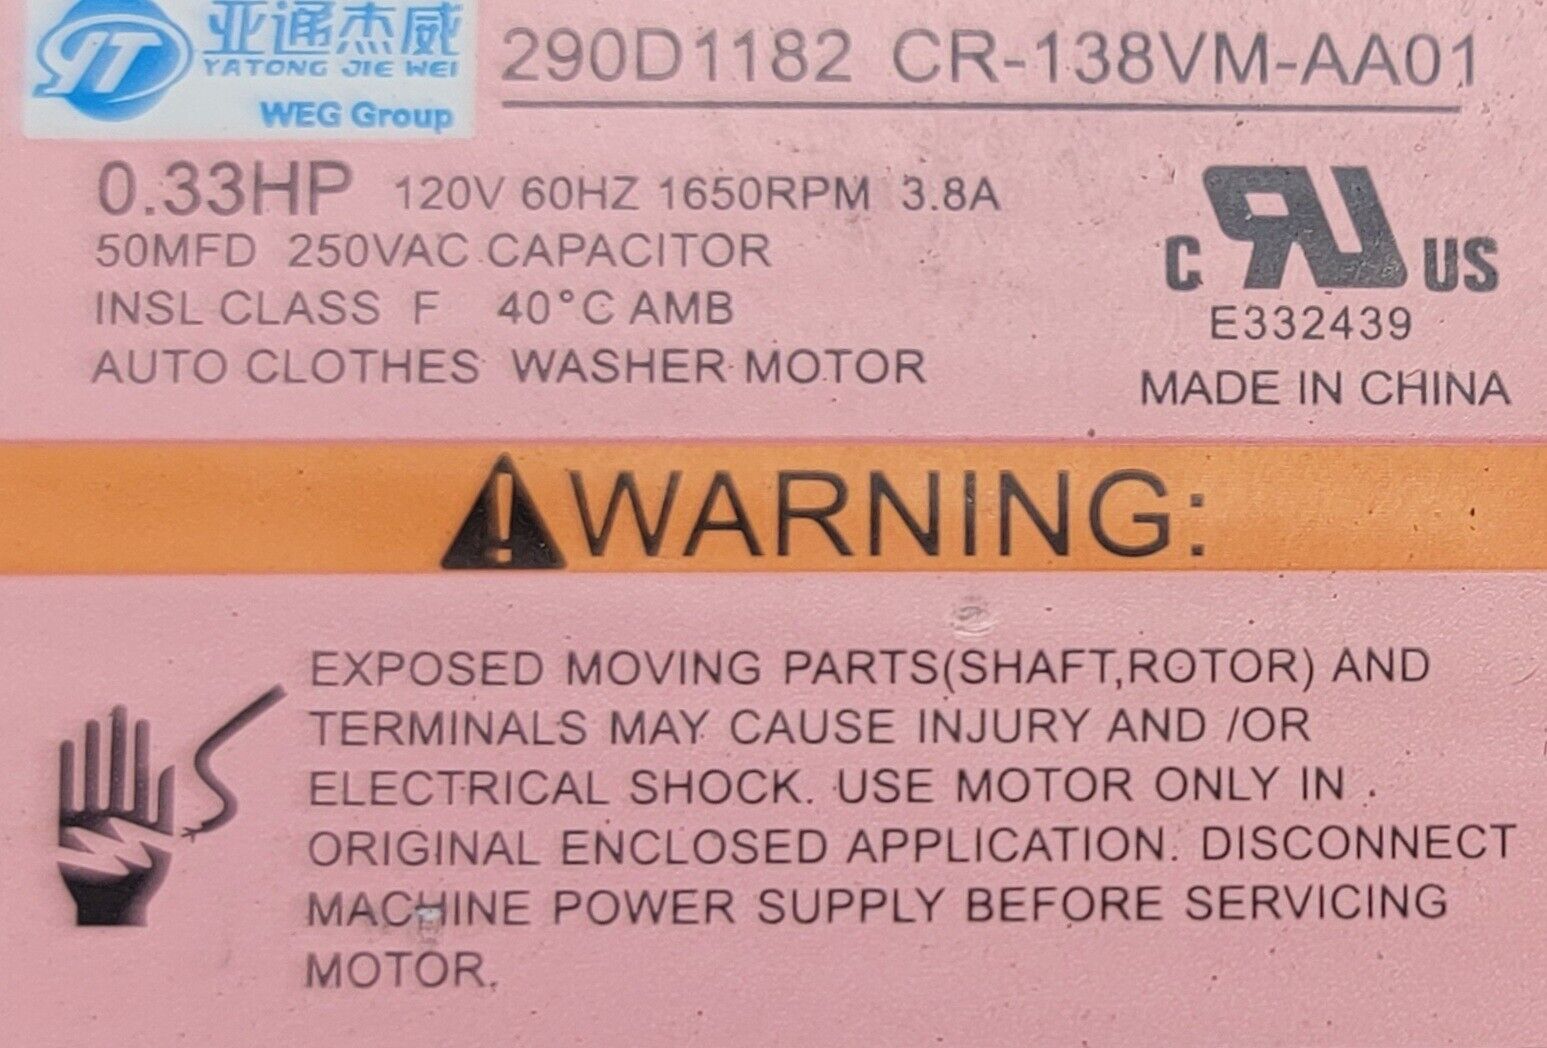 亚通杰威
YATONG JIE WEI
WEG Group
290D1182 CR-138VM-AA01
0.33HP 120V 60HZ 1650RPM 3.8A
50MFD 250VAC CAPACITOR
INSL CLASS F 40°C AMB
AUTO CLOTHES WASHER MOTOR
C RU US
E332439
MADE IN CHINA
WARNING:
EXPOSED MOVING PARTS(SHAFT,ROTOR) AND
TERMINALS MAY CAUSE INJURY AND /OR
ELECTRICAL SHOCK. USE MOTOR ONLY IN
ORIGINAL ENCLOSED APPLICATION. DISCONNECT
MACHINE POWER SUPPLY BEFORE SERVICING
MOTOR.